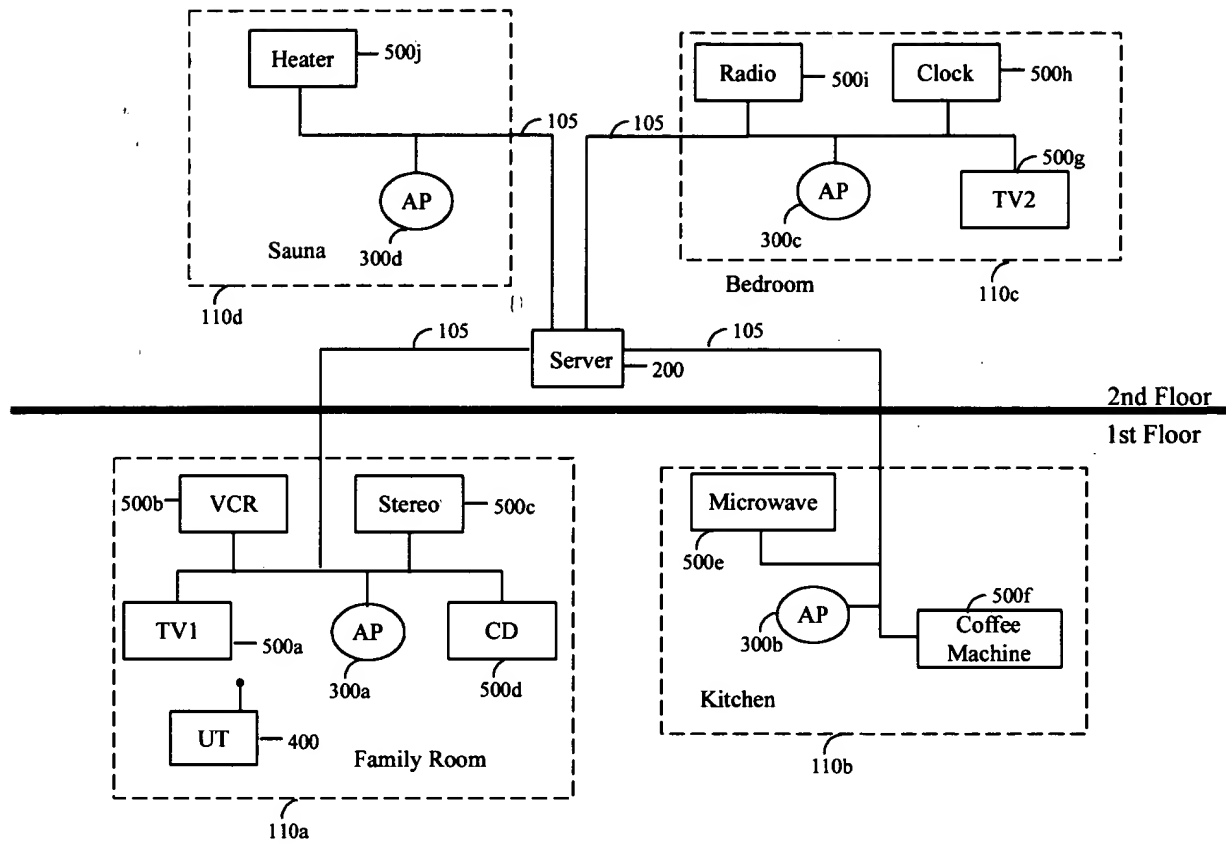 Heater
500j
Radio
500i
Clock
500h
105
105
AP
300d
AP
300c
500g
TV2
Sauna
110d
Bedroom
110c
105
Server
200
105
2nd Floor
1st Floor
500b
VCR
Stereo
500c
TV1
500a
AP
300a
CD
500d
UT
400
Family Room
110a
Microwave
500e
AP
300b
500f
Coffee
Machine
Kitchen
110b